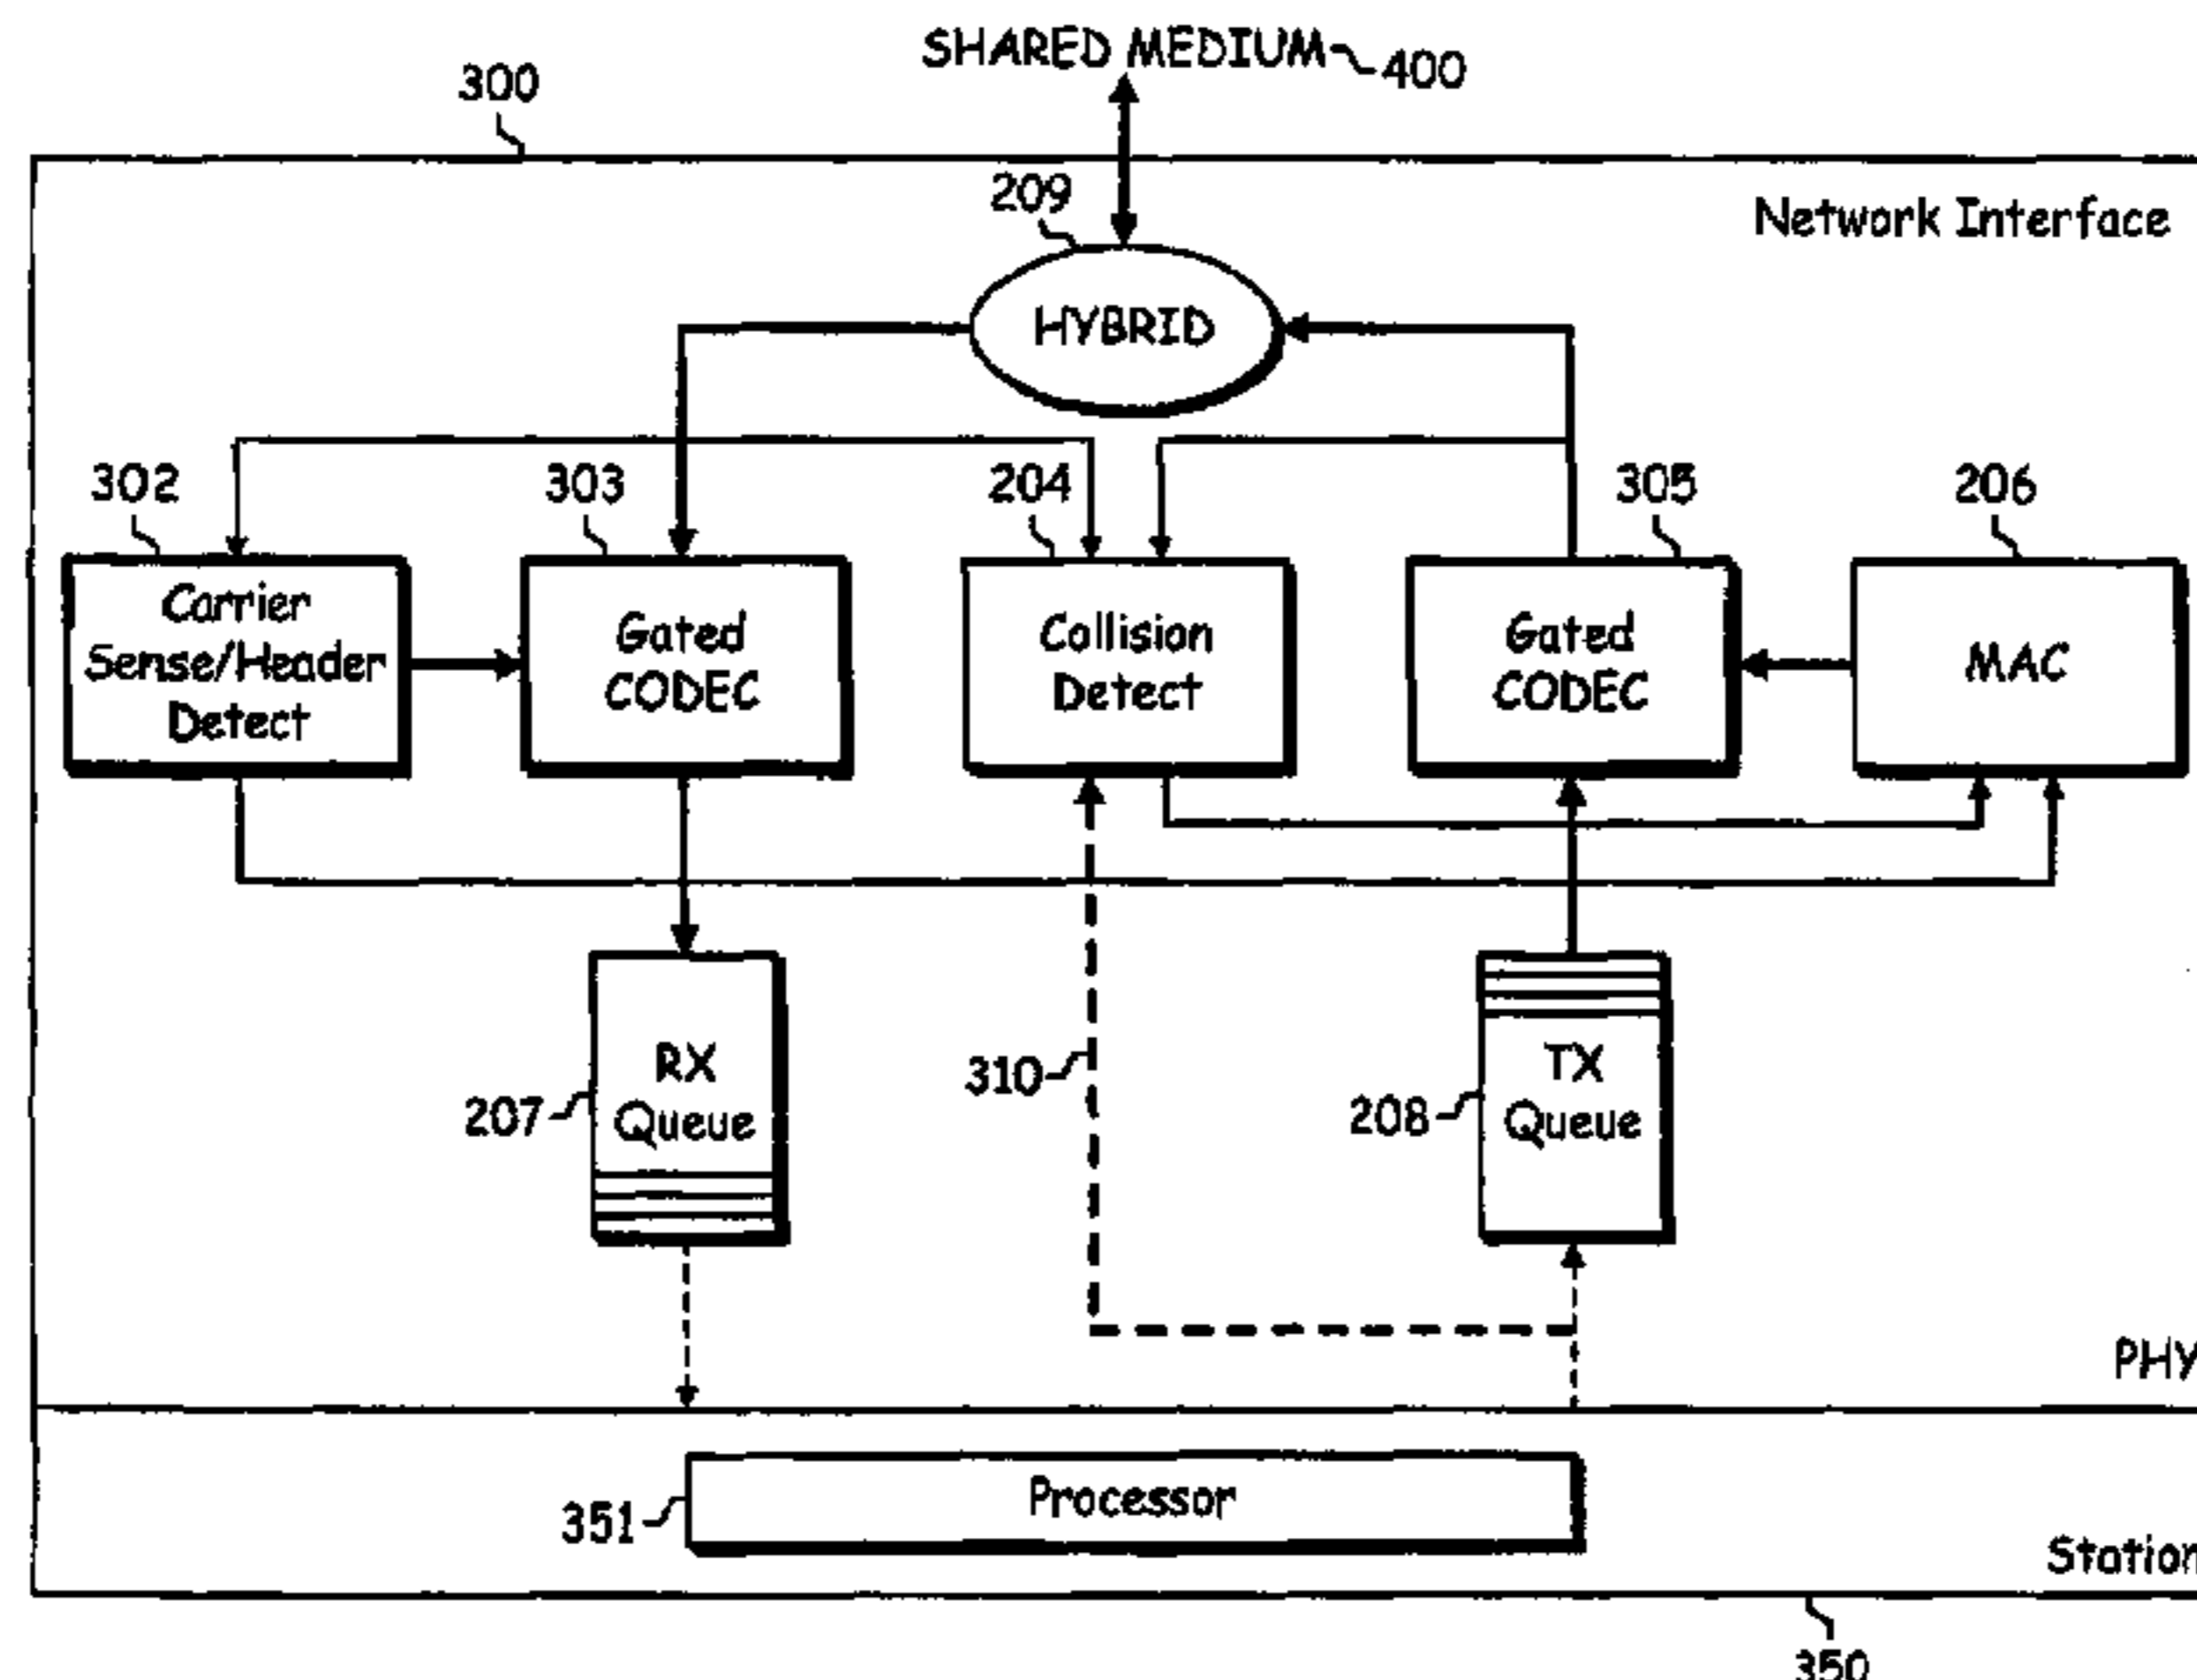 SHARED MEDIUM 400
300
209
Network Interface
HYBRID
302
303
204
305
206
Carrier
Sense/Header
Detect
Gated
CODEC
Collision
Detect
Gated
CODEC
MAC
310
207
RX
Queue
208
TX
Queue
PHY
351
Processor
Station
350